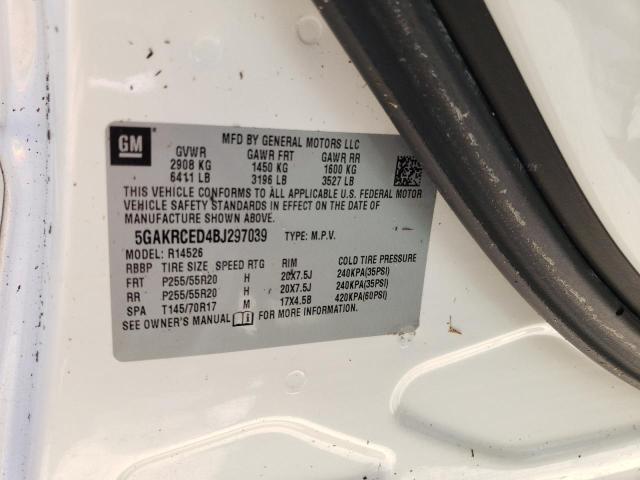 GM
MFD BY GENERAL MOTORS LLC
GVWR GAWR FRT GAWR RR
2908 KG 1450 KG 1600 KG
6411 LB 3196 LB 3527 LB
THIS VEHICLE CONFORMS TO ALL APPLICABLE U.S. FEDERAL MOTOR
VEHICLE SAFETY STANDARDS IN EFFECT ON THE DATE OF
MANUFACTURE SHOWN ABOVE.
5GAKRCED4BJ297039 TYPE: M.P.V.
MODEL: R14526
RBBP TIRE SIZE SPEED RTG RIM COLD TIRE PRESSURE
FRT P255/55R20 H 20X7.5J 240KPA(35PSI)
RR P255/55R20 H 20X7.5J 240KPA(35PSI)
SPA T145/70R17 M 17X4.5B 420KPA(60PSI)
SEE OWNER'S MANUAL FOR MORE INFORMATION.